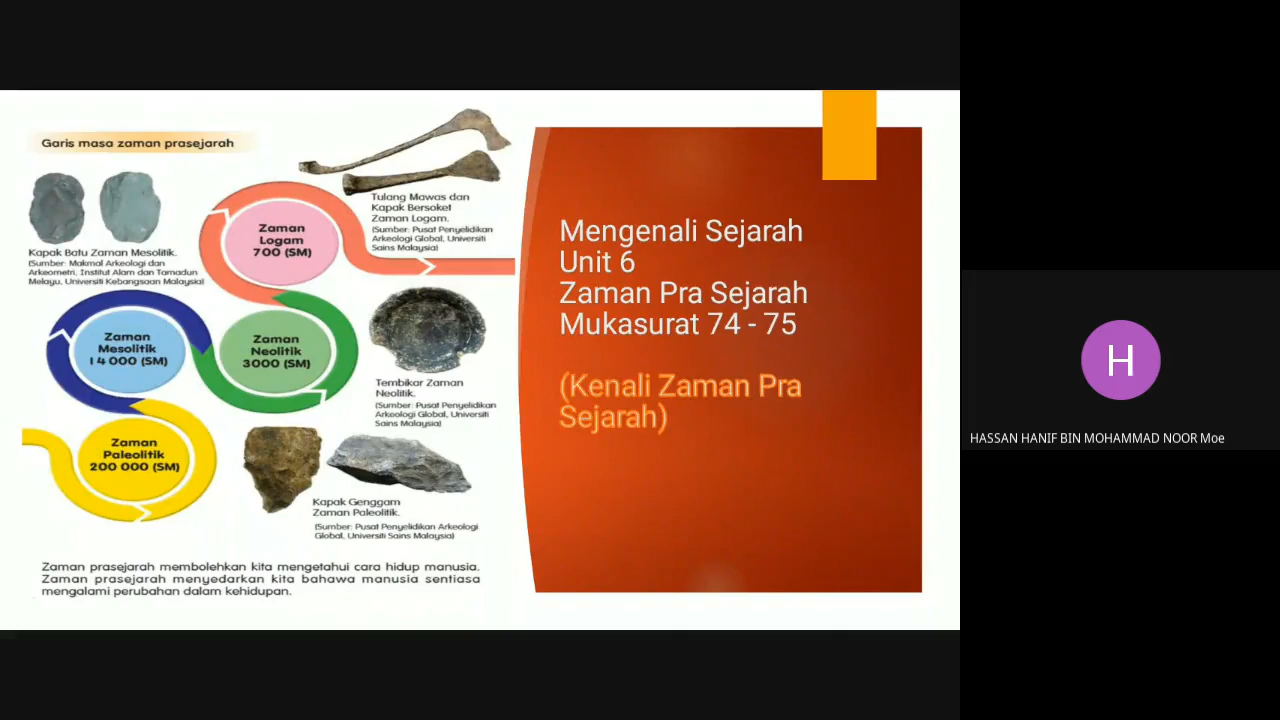 Garis masa zaman prasejarah
Tulang Mawas dan
Kapak Bersoket
Zaman Logam.
(Sumber: Pusat Penyelidikan
Arkeologi Global, Universiti
Sains Malaysia)
Kapak Batu Zaman Mesolitik.
(Sumber: Makmal Arkeologi dan
Arkeometri, Institut Alam dan Tamadun
Melayu, Universiti Kebangsaan Malaysia)
Zaman
Logam
700 (SM)
Zaman
Mesolitik
14 000 (SM)
Zaman
Neolitik
3000 (SM)
Tembikar Zaman
Neolitik.
(Sumber: Pusat Penyelidikan
Arkeologi Global, Universiti
Sains Malaysia)
Zaman
Paleolitik
200 000 (SM)
Kapak Genggam
Zaman Paleolitik.
(Sumber: Pusat Penyelidikan Arkeologi
Global, Universiti Sains Malaysia)
Zaman prasejarah membolehkan kita mengetahui cara hidup manusia.
Zaman prasejarah menyedarkan kita bahawa manusia sentiasa
mengalami perubahan dalam kehidupan.
Mengenali Sejarah
Unit 6
Zaman Pra Sejarah
Mukasurat 74 - 75
(Kenali Zaman Pra
Sejarah)
H
HASSAN HANIF BIN MOHAMMAD NOOR Moe